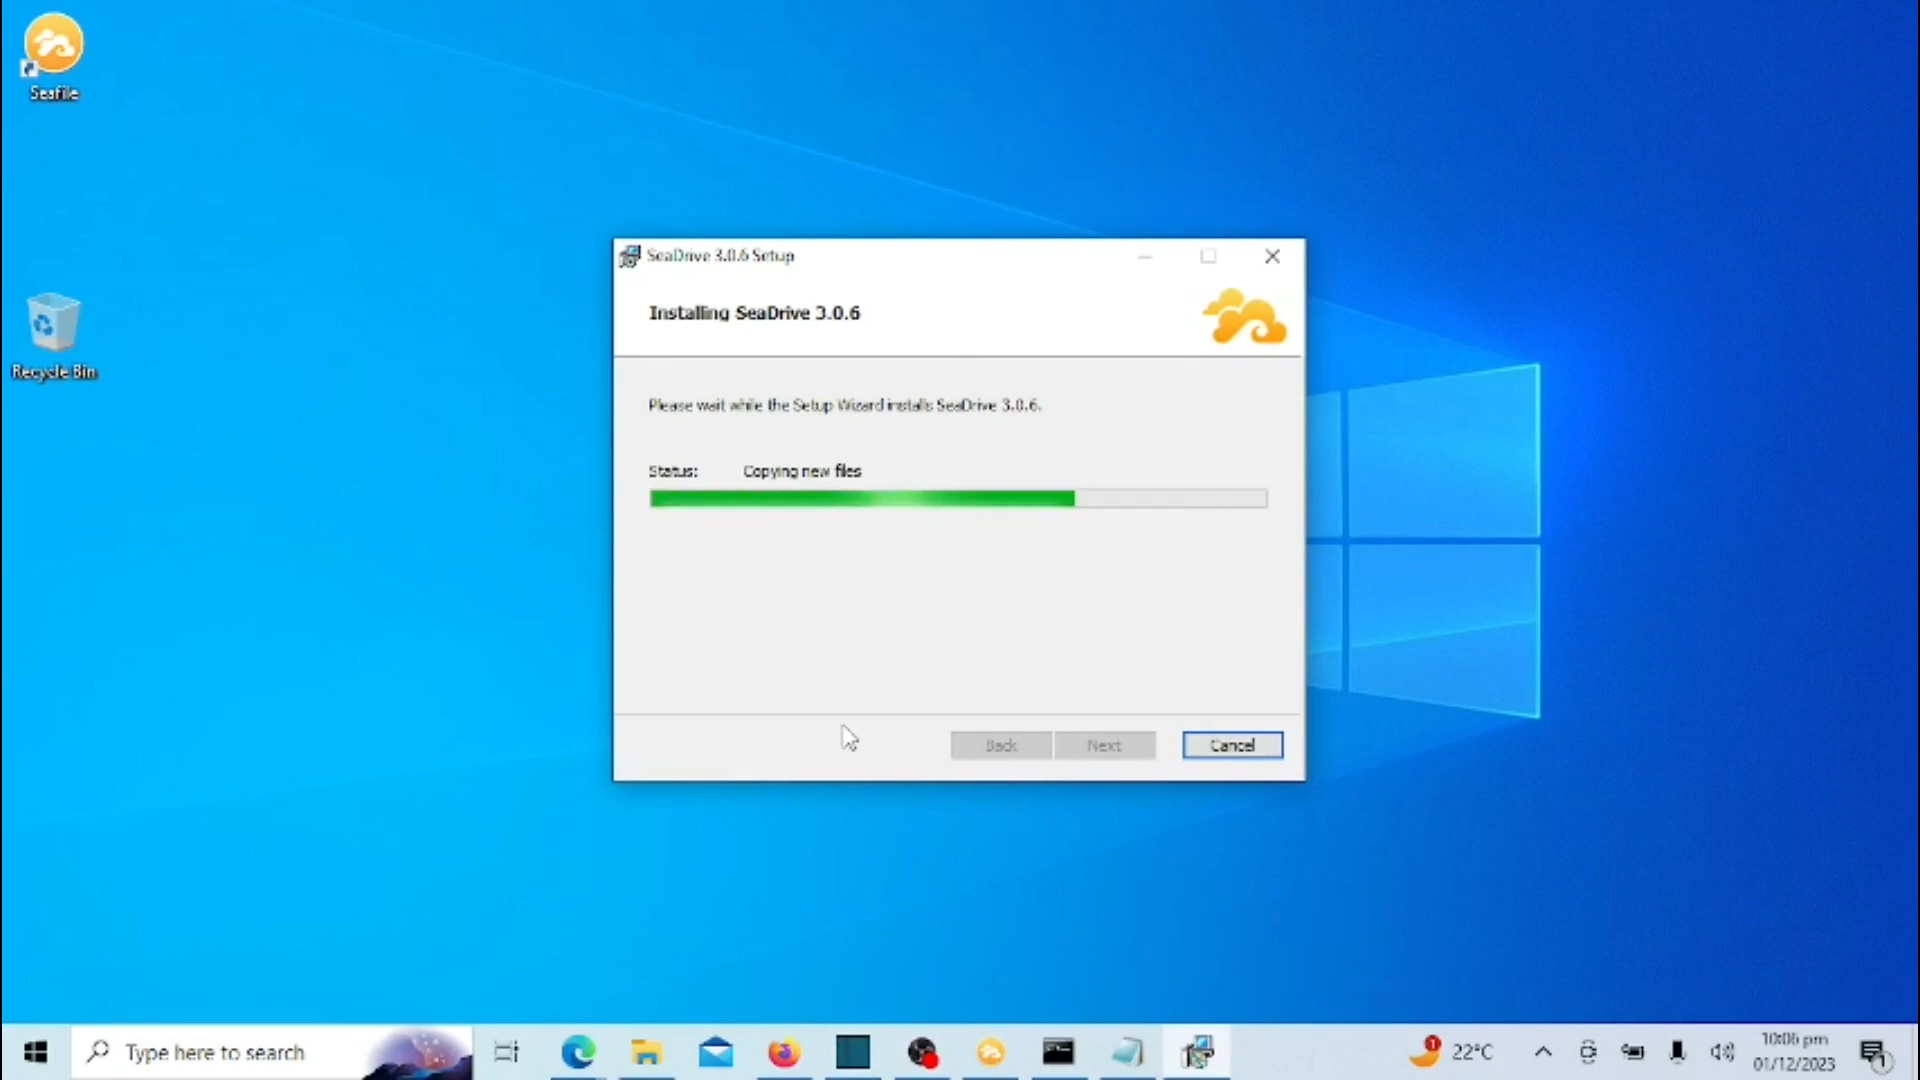 Seafile
Recycle Bin
SeaDrive 3.0.6 Setup
Installing SeaDrive 3.0.6
Please wait while the Setup Wizard installs SeaDrive 3.0.6.
Status: Copying new files
Back Next Cancel
Type here to search
1
22°C
10:06 pm
01/12/2023
1